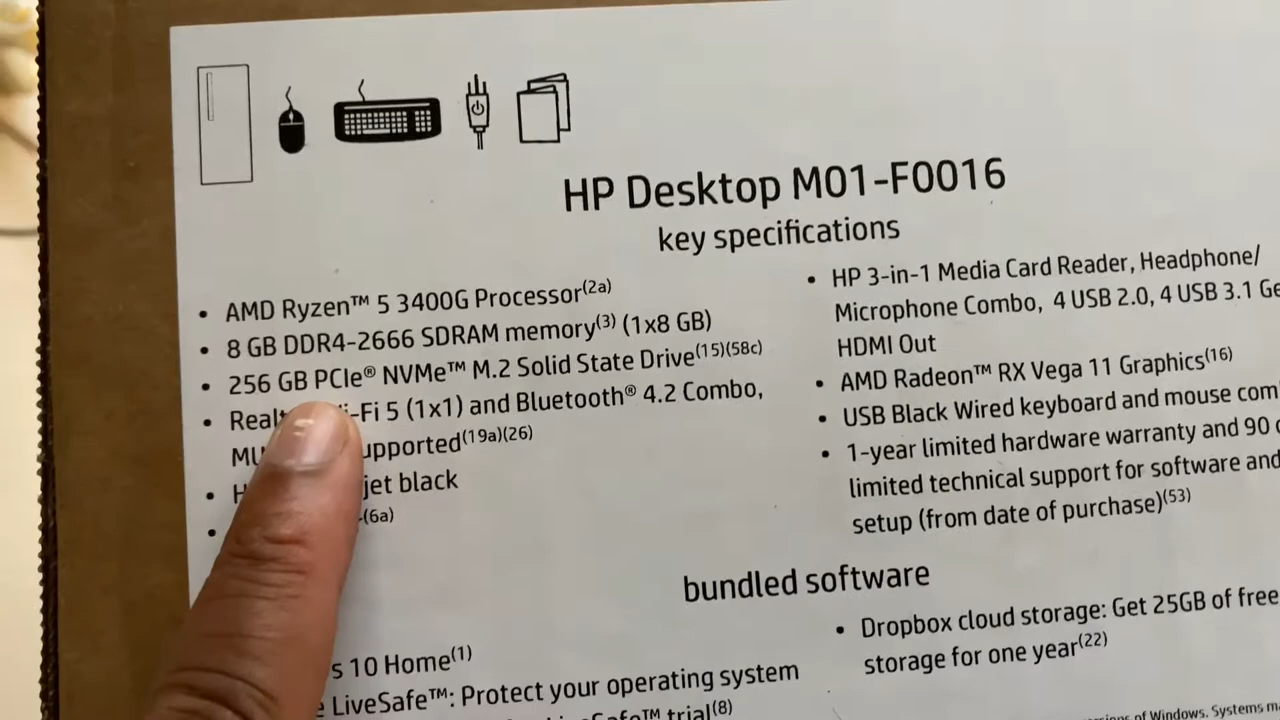 HP Desktop M01-F0016
key specifications
• AMD Ryzen™ 5 3400G Processor(2a)
• 8 GB DDR4-2666 SDRAM memory(3) (1x8 GB)
• 256 GB PCIe® NVMe™ M.2 Solid State Drive(15)(58c)
• Fi 5 (1x1) and Bluetooth® 4.2 Combo,
(19a)(26)
• jet black
• (6a)
• HP 3-in-1 Media Card Reader, Headphone/
Microphone Combo, 4 USB 2.0, 4 USB 3.1
HDMI Out
• AMD Radeon™ RX Vega 11 Graphics(16)
• USB Black Wired keyboard and mouse
• 1-year limited hardware warranty and 90
limited technical support for software and
setup (from date of purchase)(53)
bundled software
10 Home(1)
LiveSafe™: Protect your operating system
trial(8)
• Dropbox cloud storage: Get 25GB of free
storage for one year(22)
of Windows. Systems